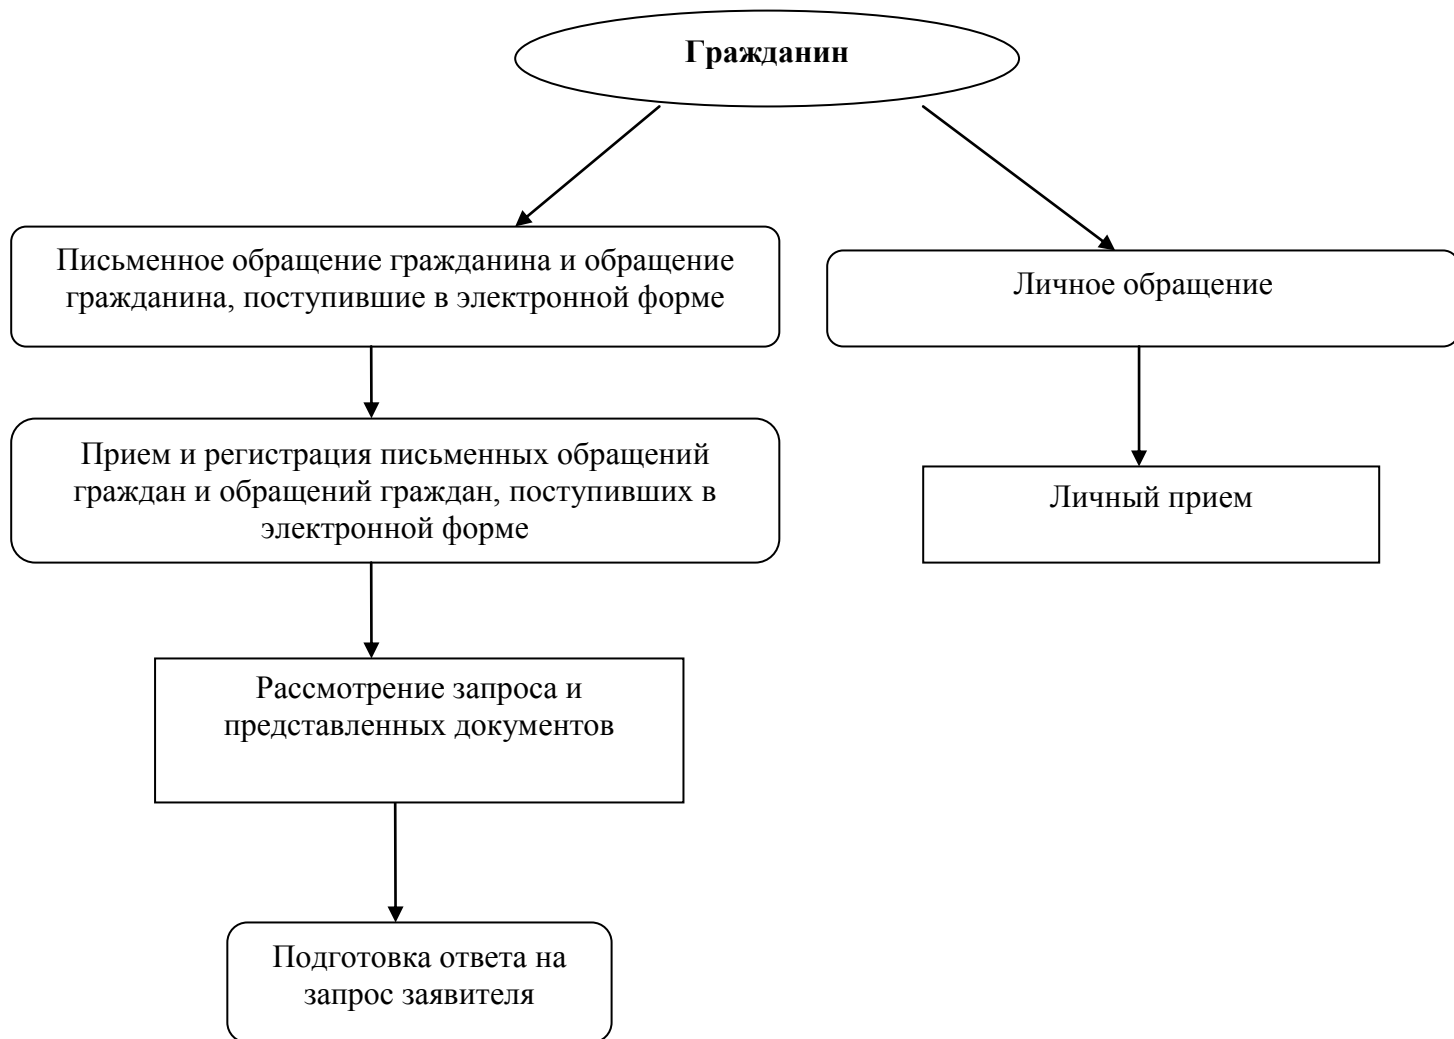 Гражданин
Письменное обращение гражданина и обращение
гражданина, поступившие в электронной форме
Личное обращение
Прием и регистрация письменных обращений
граждан и обращений граждан, поступивших в
электронной форме
Личный прием
Рассмотрение запроса и
представленных документов
Подготовка ответа на
запрос заявителя